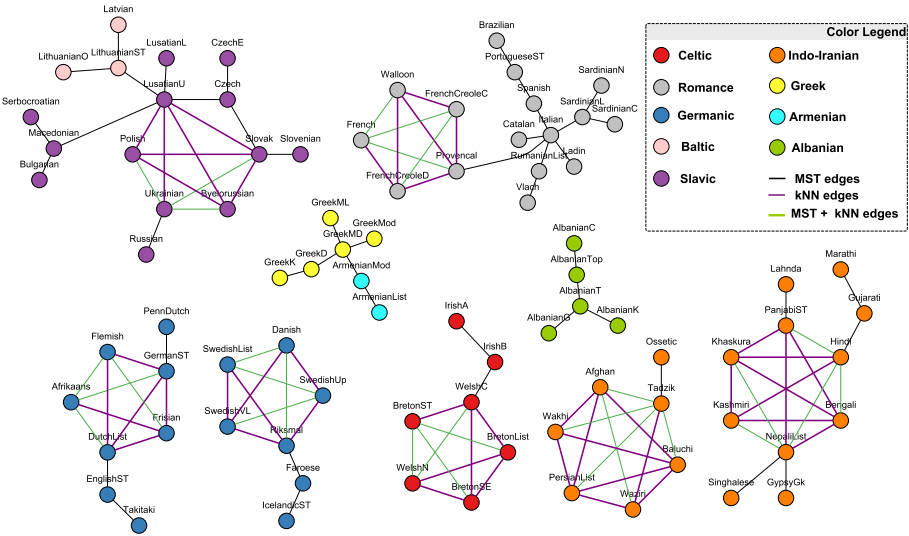 Latvian
LithuanianO
LithuanianST
LusatianL
CzechE
LusatianU
Czech
Serbocroatian
Macedonian
Bulgarian
Polish
Slovak
Slovenian
Ukrainian
Byelorussian
Russian
Brazilian
PortugueseST
Walloon
FrenchCreoleC
Spanish
SardinianN
SardinianL
SardinianC
French
Catalan
Italian
Provencal
FrenchCreoleD
RumanianList
Ladin
Vlach
Color Legend
Celtic
Indo-Iranian
Romance
Greek
Germanic
Armenian
Baltic
Albanian
Slavic
MST edges
kNN edges
MST + kNN edges
GreekML
GreekMod
GreekMD
GreekD
GreekK
ArmenianMod
ArmenianList
AlbanianC
AlbanianTop
AlbanianT
AlbanianG
AlbanianK
PennDutch
Flemish
GermanST
Afrikaans
Frisian
DutchList
EnglishST
Takitaki
Danish
SwedishList
SwedishUp
SwedishVL
Riksmal
Faroese
IcelandicST
IrishA
IrishB
WelshC
BretonST
BretonList
WelshN
BretonSE
Ossetic
Afghan
Tadzik
Wakhi
Baluchi
PersianList
Waziri
Marathi
Lahnda
Gujarati
PanjabiST
Khaskura
Hindi
Kashmiri
Bengali
NepaliList
Singhalese
GypsyGk